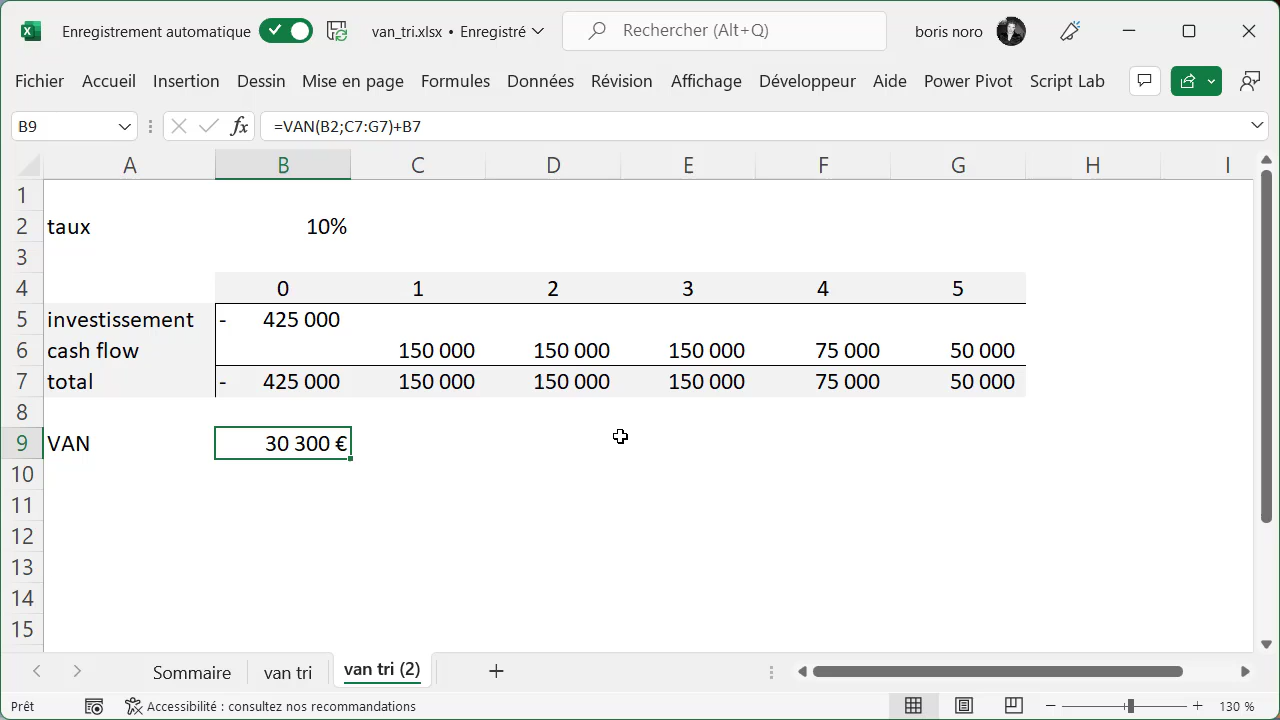 Enregistrement automatique van_tri.xlsx • Enregistré Rechercher (Alt+Q) boris noro
Fichier Accueil Insertion Dessin Mise en page Formules Données Révision Affichage Développeur Aide Power Pivot Script Lab
B9 fx =VAN(B2;C7:G7)+B7
A B C D E F G H I
1
2 taux 10%
3
4 0 1 2 3 4 5
5 investissement - 425 000
6 cash flow 150 000 150 000 150 000 75 000 50 000
7 total - 425 000 150 000 150 000 150 000 75 000 50 000
8
9 VAN 30 300 €
10
11
12
13
14
15
Sommaire van tri van tri (2)
Prêt Accessibilité : consultez nos recommandations 130 %